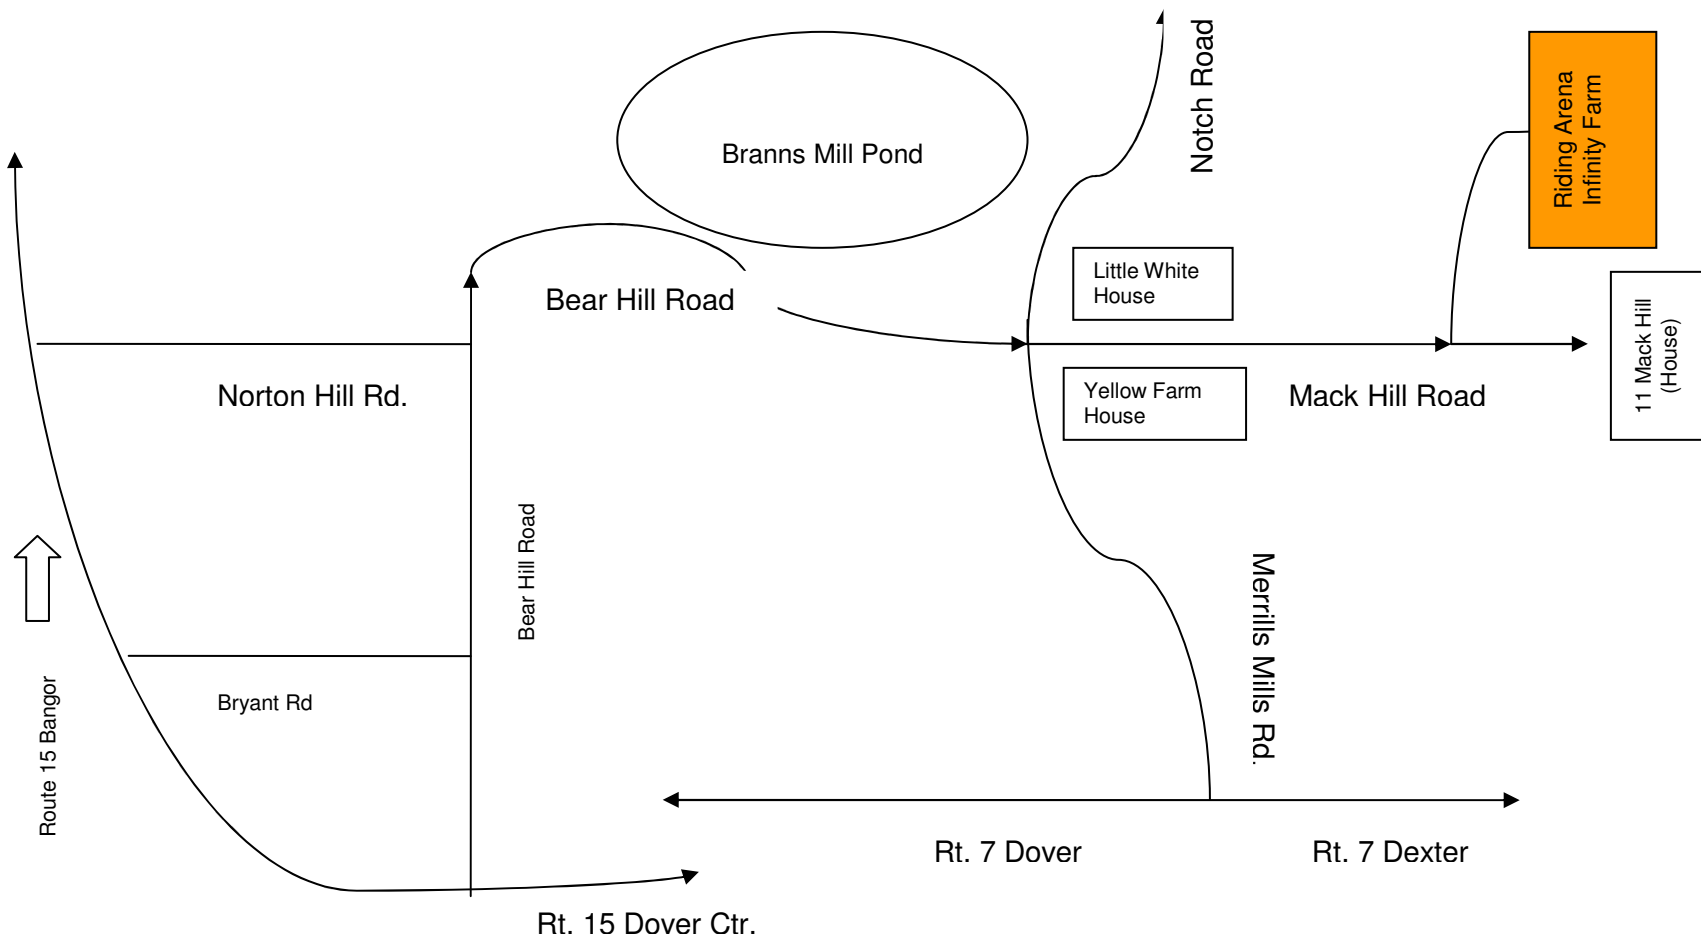 Notch Road
Riding Arena
Infinity Farm
Branns Mill Pond
Little White
House
Bear Hill Road
11 Mack Hill
(House)
Norton Hill Rd.
Yellow Farm
House
Mack Hill Road
Bear Hill Road
Merrills Mills Rd.
Route 15 Bangor
Bryant Rd
Rt. 7 Dover
Rt. 7 Dexter
Rt. 15 Dover Ctr.